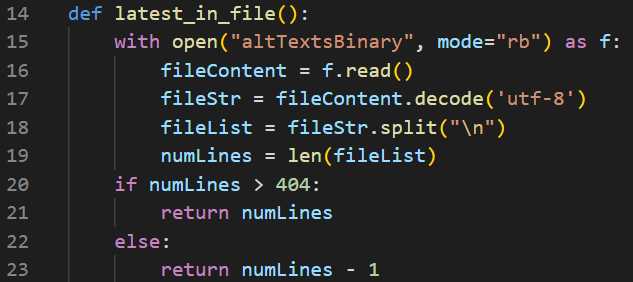 14 def latest_in_file():
15     with open("altTextsBinary", mode="rb") as f:
16         fileContent = f.read()
17         fileStr = fileContent.decode('utf-8')
18         fileList = fileStr.split("\n")
19         numLines = len(fileList)
20     if numLines > 404:
21         return numLines
22     else:
23         return numLines - 1